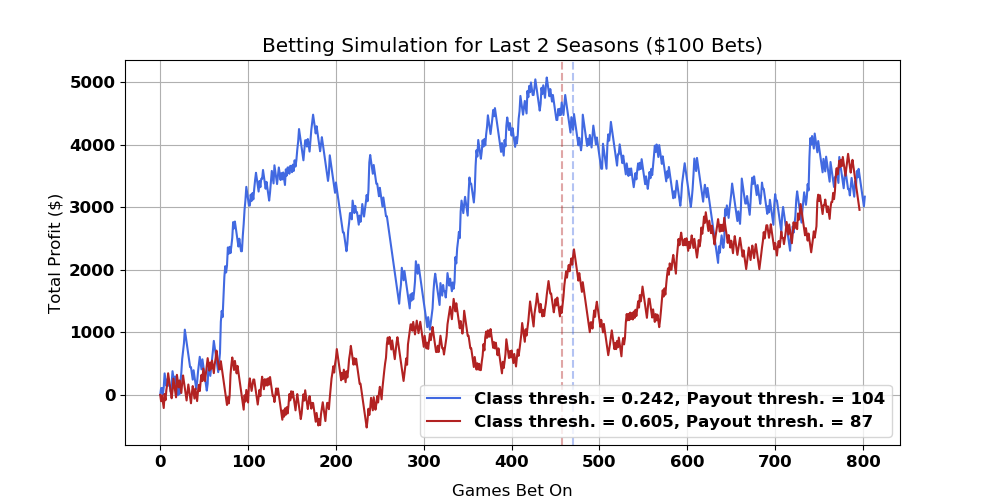 Betting Simulation for Last 2 Seasons ($100 Bets)
Total Profit ($)
5000
4000
3000
2000
1000
0
Class thresh. = 0.242, Payout thresh. = 104
Class thresh. = 0.605, Payout thresh. = 87
0 100 200 300 400 500 600 700 800
Games Bet On